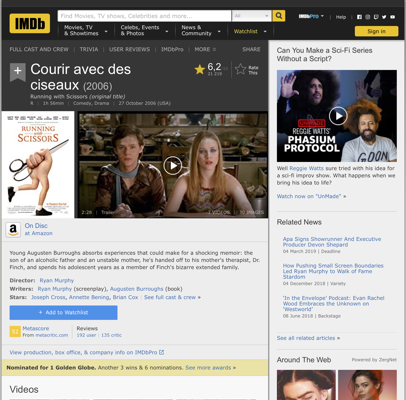 IMDb
Find Movies, TV shows, Celebrities and more...
All
IMDbPro
Help
Movies, TV
& Showtimes
Celebs, Events
& Photos
News &
Community
Watchlist
Sign in
FULL CAST AND CREW | TRIVIA | USER REVIEWS | IMDbPro | MORE
SHARE
Courir avec des
ciseaux (2006)
Running with Scissors (original title)
R | 1h 56min | Comedy, Drama | 27 October 2006 (USA)
6,2
Rate
This
RUNNING
WITH
SCISSORS
2:28 | Trailer
On Disc
at Amazon
Young Augusten Burroughs absorbs experiences that could make for a shocking memoir: the
son of an alcoholic father and an unstable mother, he's handed off to his mother's therapist, Dr.
Finch, and spends his adolescent years as a member of Finch's bizarre extended family.
Director: Ryan Murphy
Writers: Ryan Murphy (screenplay), Augusten Burroughs (book)
Stars: Joseph Cross, Annette Bening, Brian Cox | See full cast & crew »
+ Add to Watchlist
Metascore
From metacritic.com
Reviews
192 user | 135 critic
View production, box office, & company info on IMDbPro
Nominated for 1 Golden Globe. Another 3 wins & 6 nominations. See more awards »
Videos
Can You Make a Sci-Fi Series
Without a Script?
REGGIE WATTS'
PHASIUM
PROTOCOL
Well Reggie Watts sure tried with his idea
for a sci-fi improv show. What happens when
we bring his idea to life?
Watch now on "UnMade" »
Related News
Apa Signs Showrunner And Executive
Producer Devon Shepard
04 March 2019 | Deadline
How Pushing Small Screen Boundaries
Led Ryan Murphy to Walk of Fame
Stardom
04 December 2018 | Variety
'In the Envelope' Podcast: Evan Rachel
Wood Embraces the Unknown on
'Westworld'
08 June 2018 | Backstage
See all related articles »
Around The Web
Powered by ZergNet